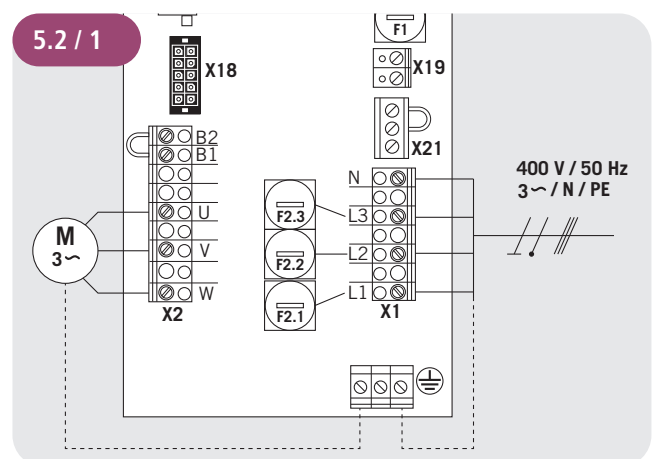 5.2 / 1
F1
X18
X19
B2
B1
X21
N
400 V / 50 Hz
3~ / N / PE
U
F2.3
L3
M
3~
V
F2.2
L2
W
F2.1
L1
X2
X1